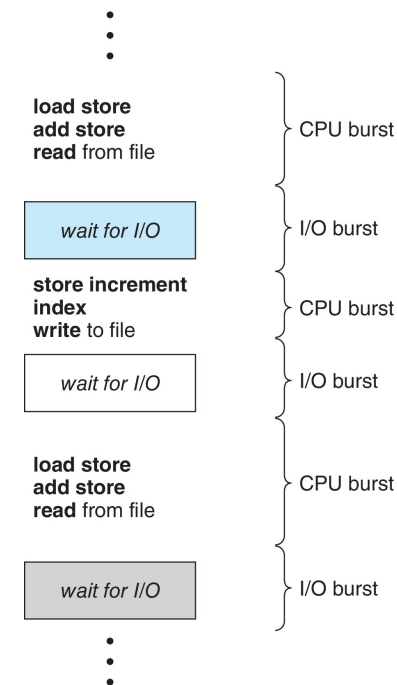 load store
add store
read from file
CPU burst
wait for I/O
I/O burst
store increment
index
write to file
CPU burst
wait for I/O
I/O burst
load store
add store
read from file
CPU burst
wait for I/O
I/O burst